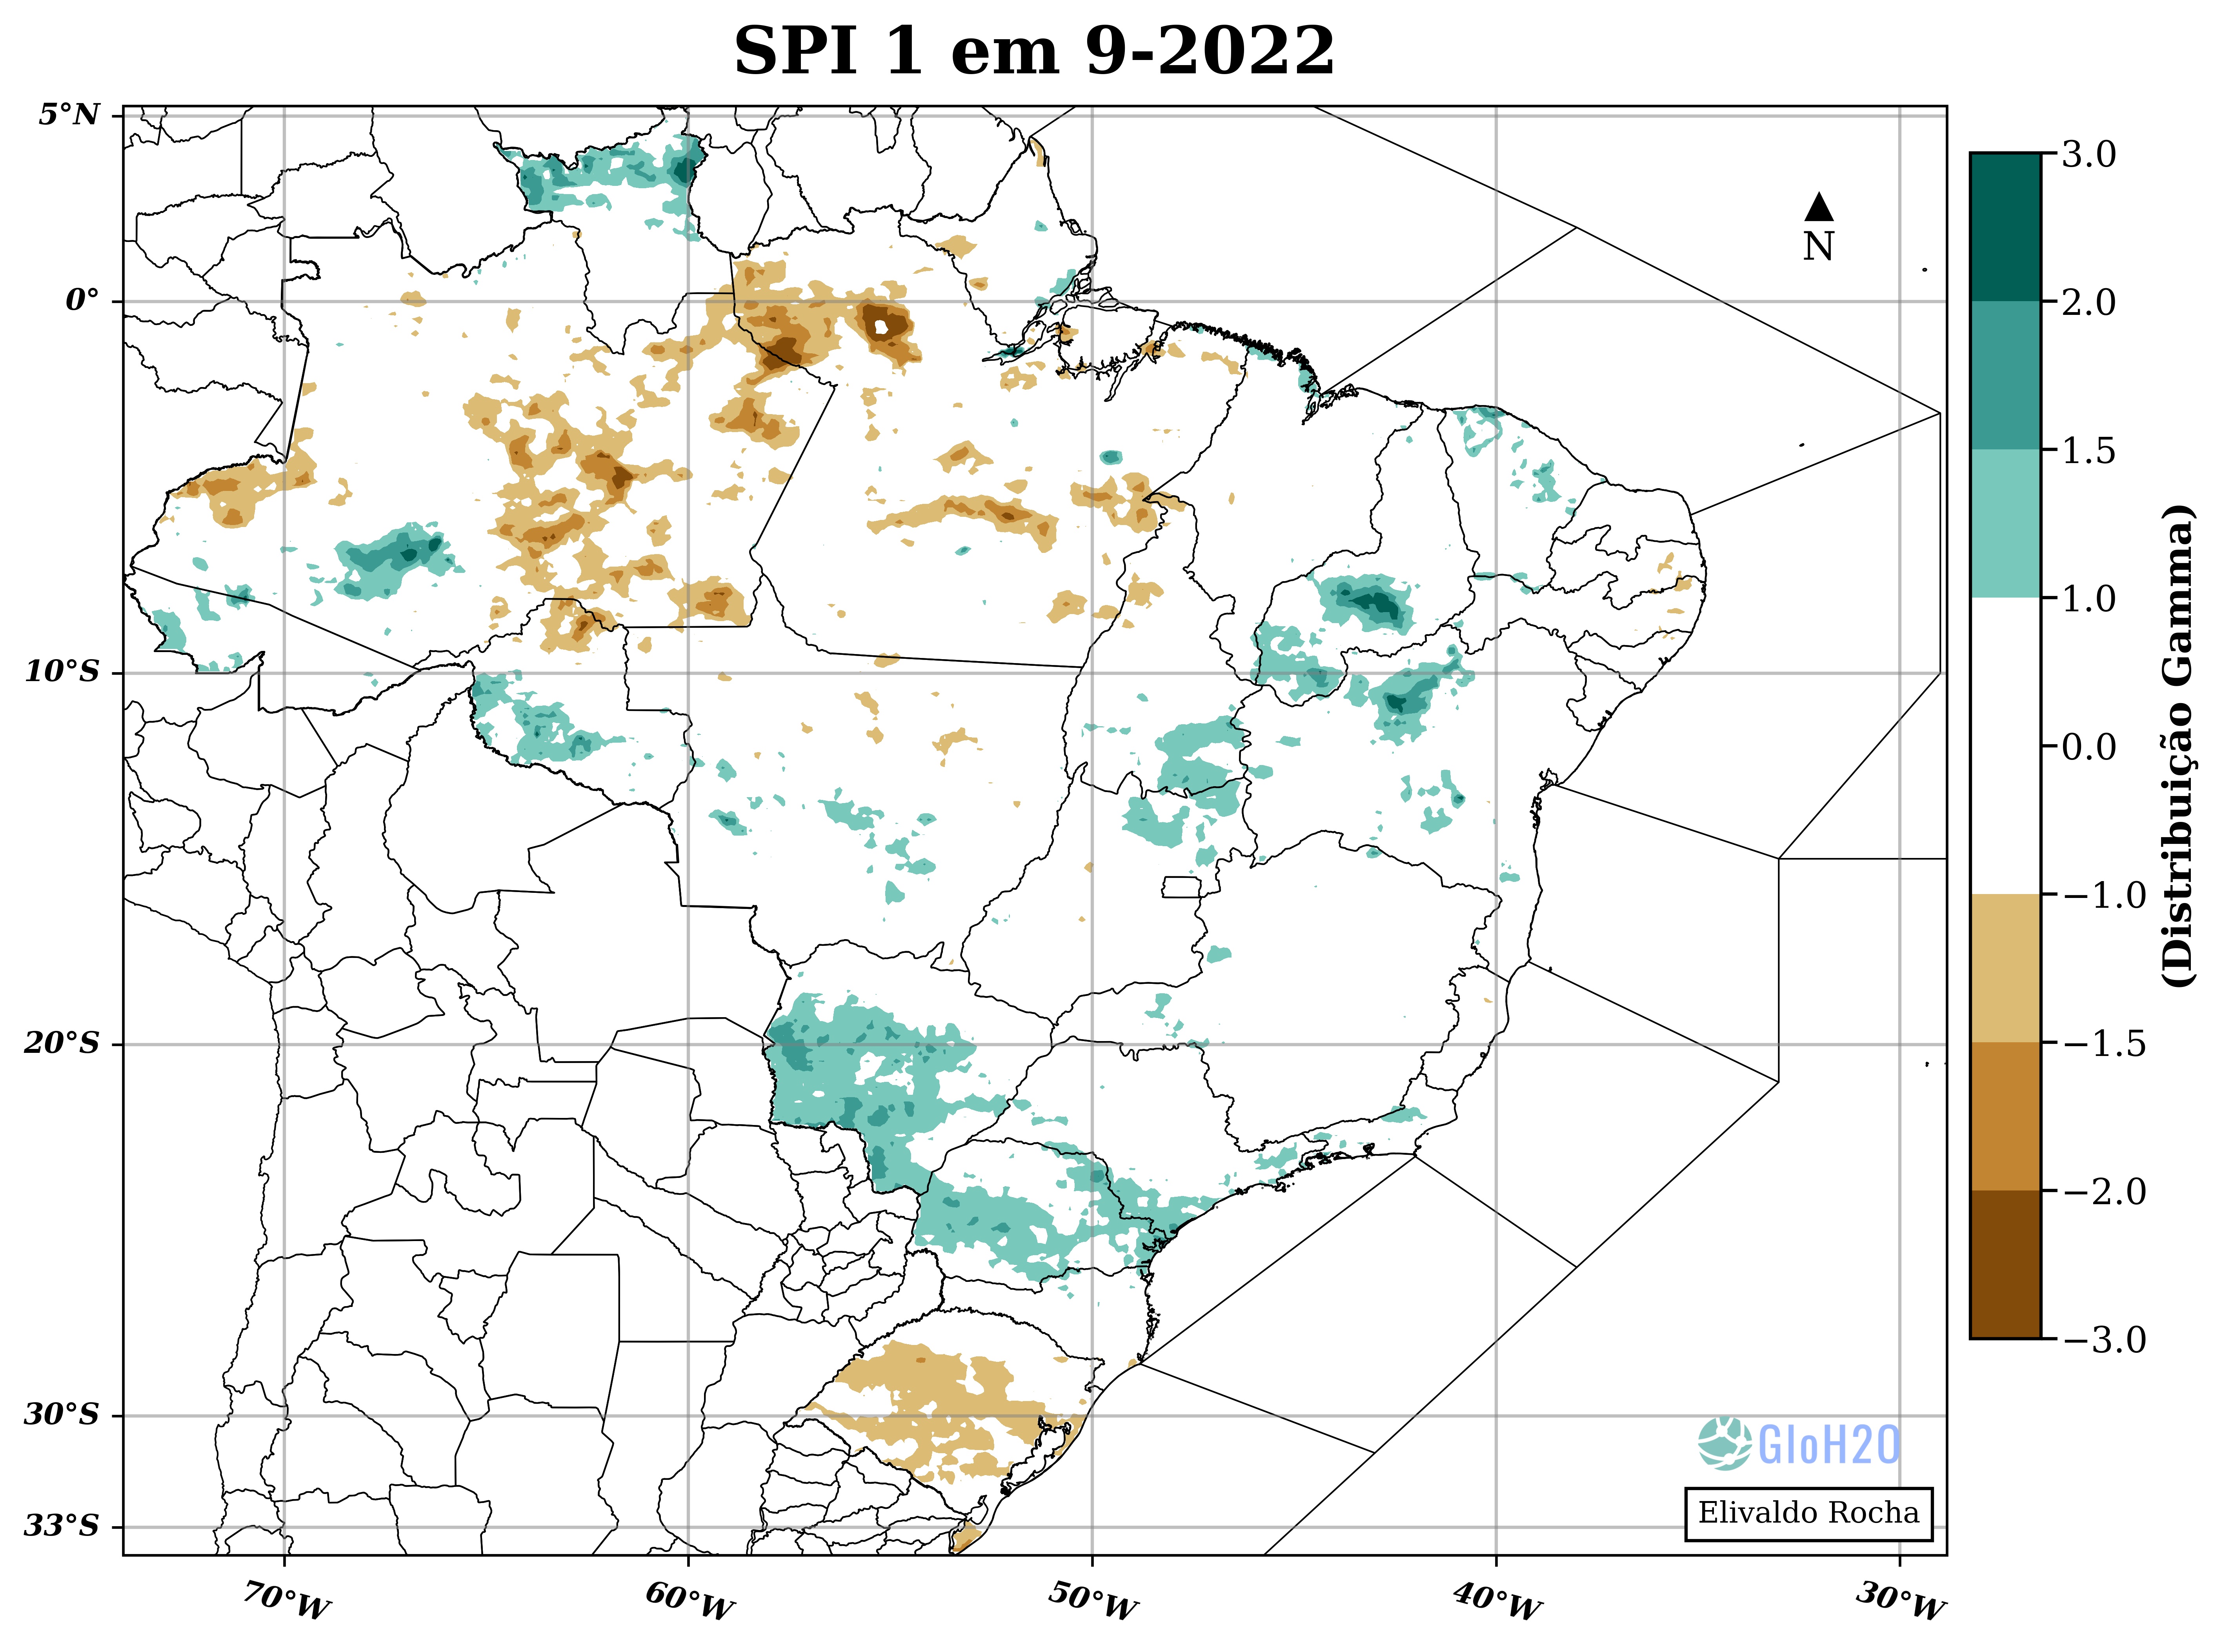 SPI 1 em 9-2022
5°N
0°
10°S
20°S
30°S
33°S
70°W
60°W
50°W
40°W
30°W
N
GloH2O
Elivaldo Rocha
3.0
2.0
1.5
1.0
0.0
−1.0
−1.5
−2.0
−3.0
(Distribuição Gamma)